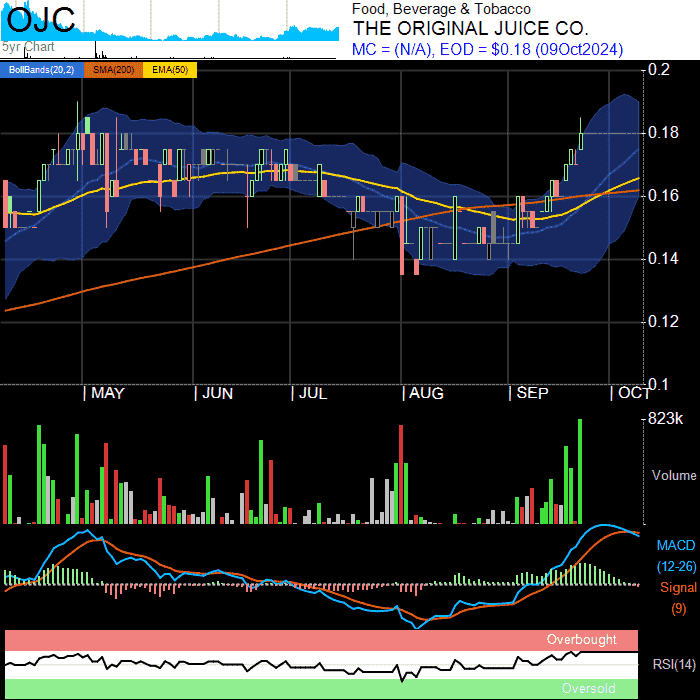 OJC
5yr Chart
Food, Beverage & Tobacco
THE ORIGINAL JUICE CO.
MC = (N/A), EOD = $0.18 (09Oct2024)
BollBands(20,2) SMA(200) EMA(50)
0.2
0.18
0.16
0.14
0.12
0.1
| MAY | JUN | JUL | AUG | SEP | OCT
823k
Volume
MACD
(12-26)
Signal
(9)
Overbought
RSI(14)
Oversold